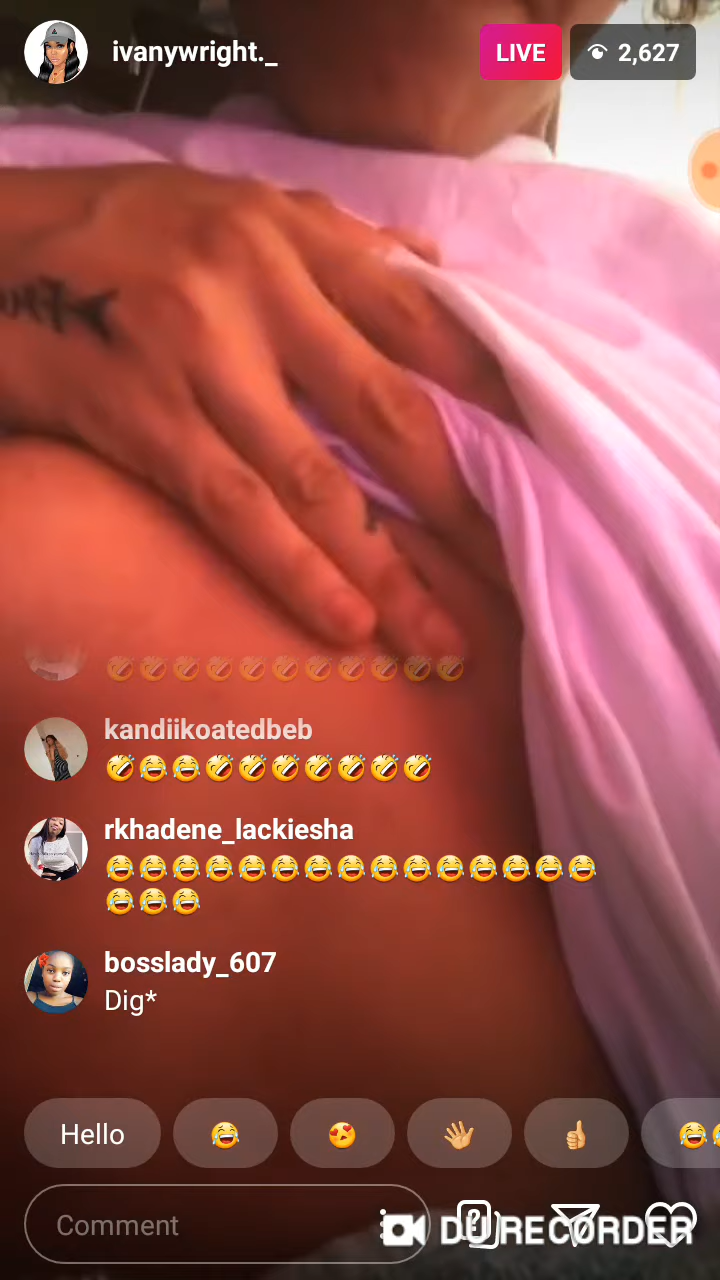 ivanywright._
LIVE
2,627
kandiikoatedbeb
rkhadene_lackiesha
bosslady_607
Dig*
Hello
Comment
DU RECORDER